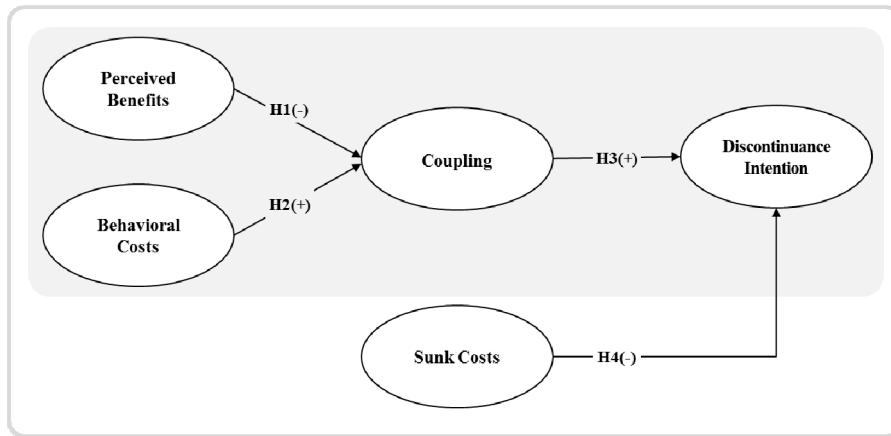 Perceived
Benefits
H1(-)
Coupling
H3(+)
Discontinuance
Intention
H2(+)
Behavioral
Costs
Sunk Costs
H4(-)